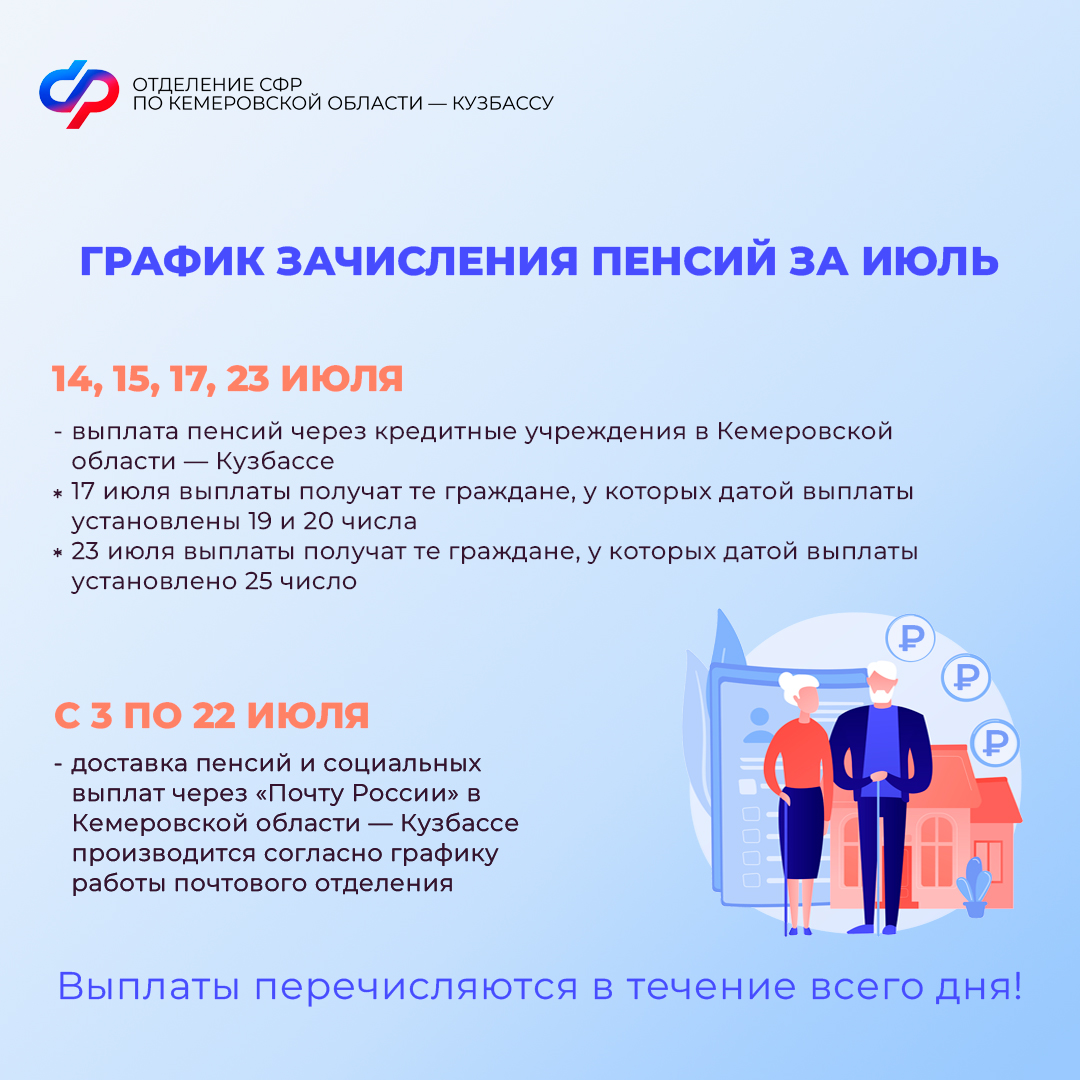 ОТДЕЛЕНИЕ СФР
ПО КЕМЕРОВСКОЙ ОБЛАСТИ — КУЗБАССУ
ГРАФИК ЗАЧИСЛЕНИЯ ПЕНСИЙ ЗА ИЮЛЬ
14, 15, 17, 23 ИЮЛЯ
- выплата пенсий через кредитные учреждения в Кемеровской
области — Кузбассе
* 17 июля выплаты получат те граждане, у которых датой выплаты
установлены 19 и 20 числа
* 23 июля выплаты получат те граждане, у которых датой выплаты
установлено 25 число
С 3 ПО 22 ИЮЛЯ
- доставка пенсий и социальных
выплат через «Почту России» в
Кемеровской области — Кузбассе
производится согласно графику
работы почтового отделения
₽
₽
₽
Выплаты перечисляются в течение всего дня!